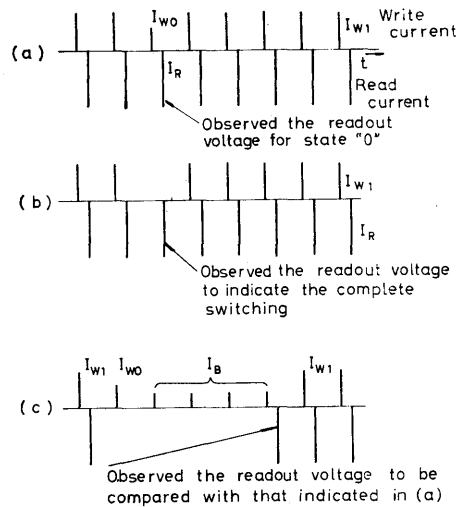 I_W0
I_W1
Write
current
(a)
I_R
t
Read
current
Observed the readout
voltage for state "0"
I_W1
(b)
I_R
Observed the readout voltage
to indicate the complete
switching
I_W1 I_W0 I_B I_W1
(c)
Observed the readout voltage to be
compared with that indicated in (a)